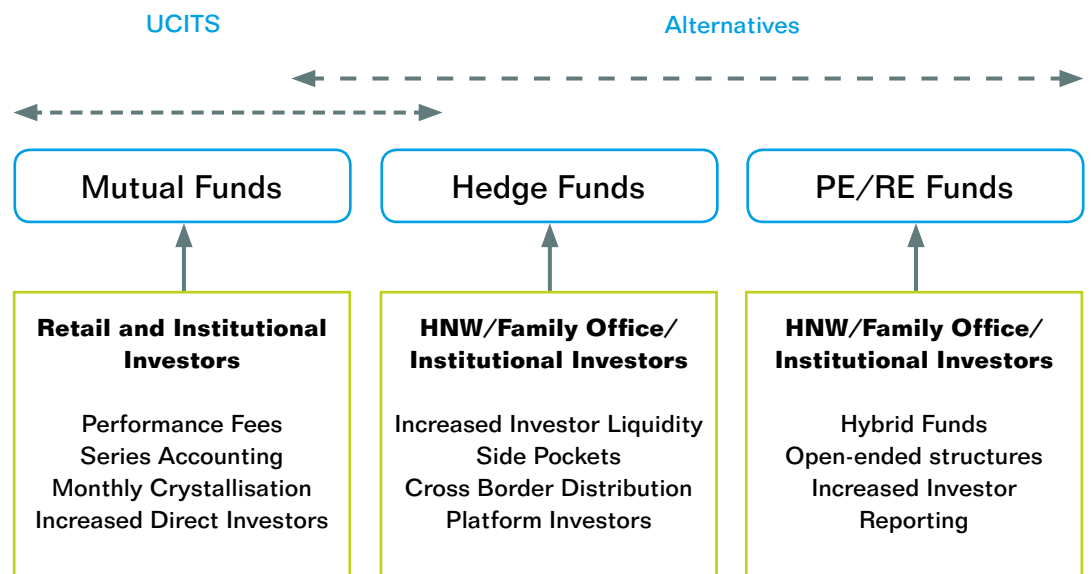 UCITS
Alternatives
Mutual Funds
Hedge Funds
PE/RE Funds
Retail and Institutional
Investors
Performance Fees
Series Accounting
Monthly Crystallisation
Increased Direct Investors
HNW/Family Office/
Institutional Investors
Increased Investor Liquidity
Side Pockets
Cross Border Distribution
Platform Investors
HNW/Family Office/
Institutional Investors
Hybrid Funds
Open-ended structures
Increased Investor
Reporting